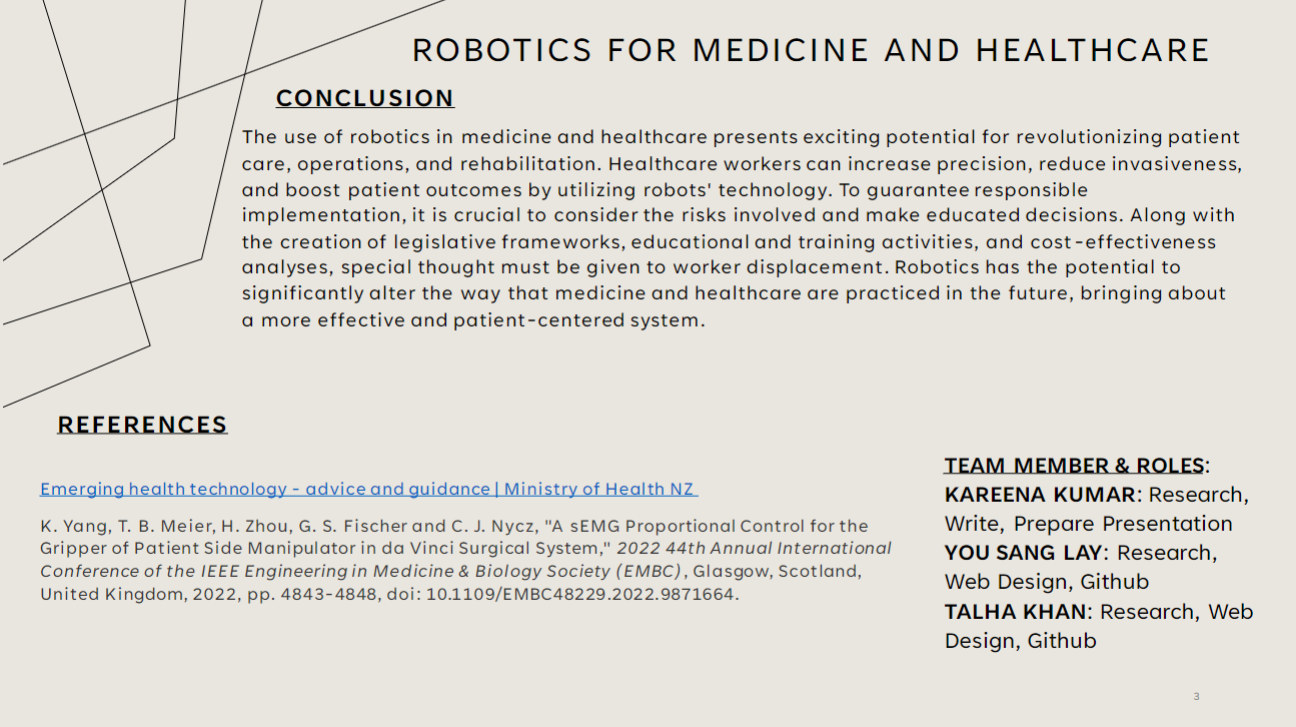 ROBOTICS FOR MEDICINE AND HEALTHCARE
CONCLUSION
The use of robotics in medicine and healthcare presents exciting potential for revolutionizing patient
care, operations, and rehabilitation. Healthcare workers can increase precision, reduce invasiveness,
and boost patient outcomes by utilizing robots' technology. To guarantee responsible
implementation, it is crucial to consider the risks involved and make educated decisions. Along with
the creation of legislative frameworks, educational and training activities, and cost-effectiveness
analyses, special thought must be given to worker displacement. Robotics has the potential to
significantly alter the way that medicine and healthcare are practiced in the future, bringing about
a more effective and patient-centered system.
REFERENCES
Emerging health technology - advice and guidance | Ministry of Health NZ
K. Yang, T. B. Meier, H. Zhou, G. S. Fischer and C. J. Nycz, "A sEMG Proportional Control for the
Gripper of Patient Side Manipulator in da Vinci Surgical System," 2022 44th Annual International
Conference of the IEEE Engineering in Medicine & Biology Society (EMBC), Glasgow, Scotland,
United Kingdom, 2022, pp. 4843-4848, doi: 10.1109/EMBC48229.2022.9871664.
TEAM MEMBER & ROLES:
KAREENA KUMAR: Research,
Write, Prepare Presentation
YOU SANG LAY: Research,
Web Design, Github
TALHA KHAN: Research, Web
Design, Github
3